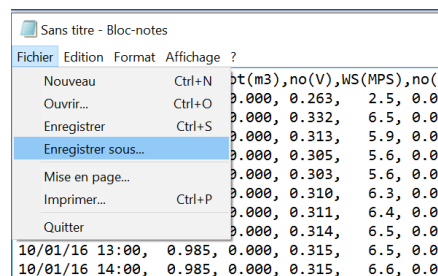 Sans titre - Bloc-notes
Fichier Edition Format Affichage ?
Nouveau Ctrl+N
Ouvrir... Ctrl+O
Enregistrer Ctrl+S
Enregistrer sous...
Mise en page...
Imprimer... Ctrl+P
Quitter
(m3),no(V),WS(MPS),no(
0.000, 0.263, 2.5, 0.0
0.000, 0.332, 6.5, 0.0
0.000, 0.313, 5.9, 0.0
0.000, 0.305, 5.6, 0.0
0.000, 0.303, 5.6, 0.0
0.000, 0.310, 6.3, 0.0
0.000, 0.311, 6.4, 0.0
0.000, 0.314, 6.5, 0.0
10/01/16 13:00, 0.985, 0.000, 0.315, 6.5, 0.0
10/01/16 14:00, 0.985, 0.000, 0.315, 6.6, 0.0